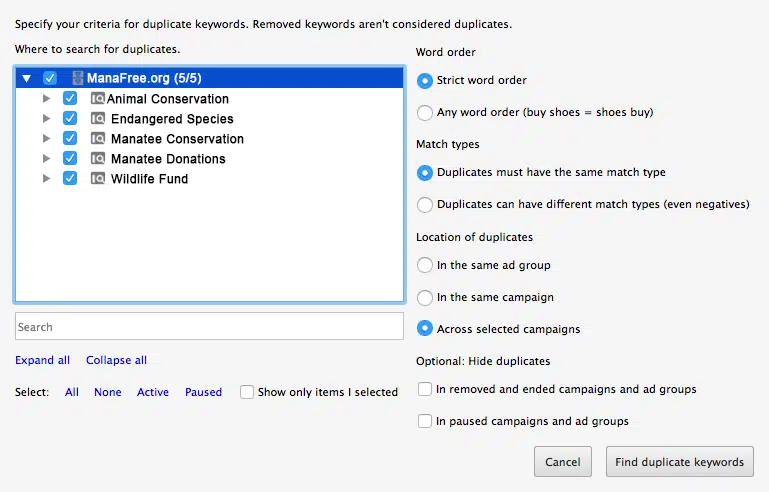 Specify your criteria for duplicate keywords. Removed keywords aren't considered duplicates.
Where to search for duplicates.
ManaFree.org (5/5)
Animal Conservation
Endangered Species
Manatee Conservation
Manatee Donations
Wildlife Fund
Search
Expand all Collapse all
Select: All None Active Paused Show only items I selected
Word order
Strict word order
Any word order (buy shoes = shoes buy)
Match types
Duplicates must have the same match type
Duplicates can have different match types (even negatives)
Location of duplicates
In the same ad group
In the same campaign
Across selected campaigns
Optional: Hide duplicates
In removed and ended campaigns and ad groups
In paused campaigns and ad groups
Cancel Find duplicate keywords